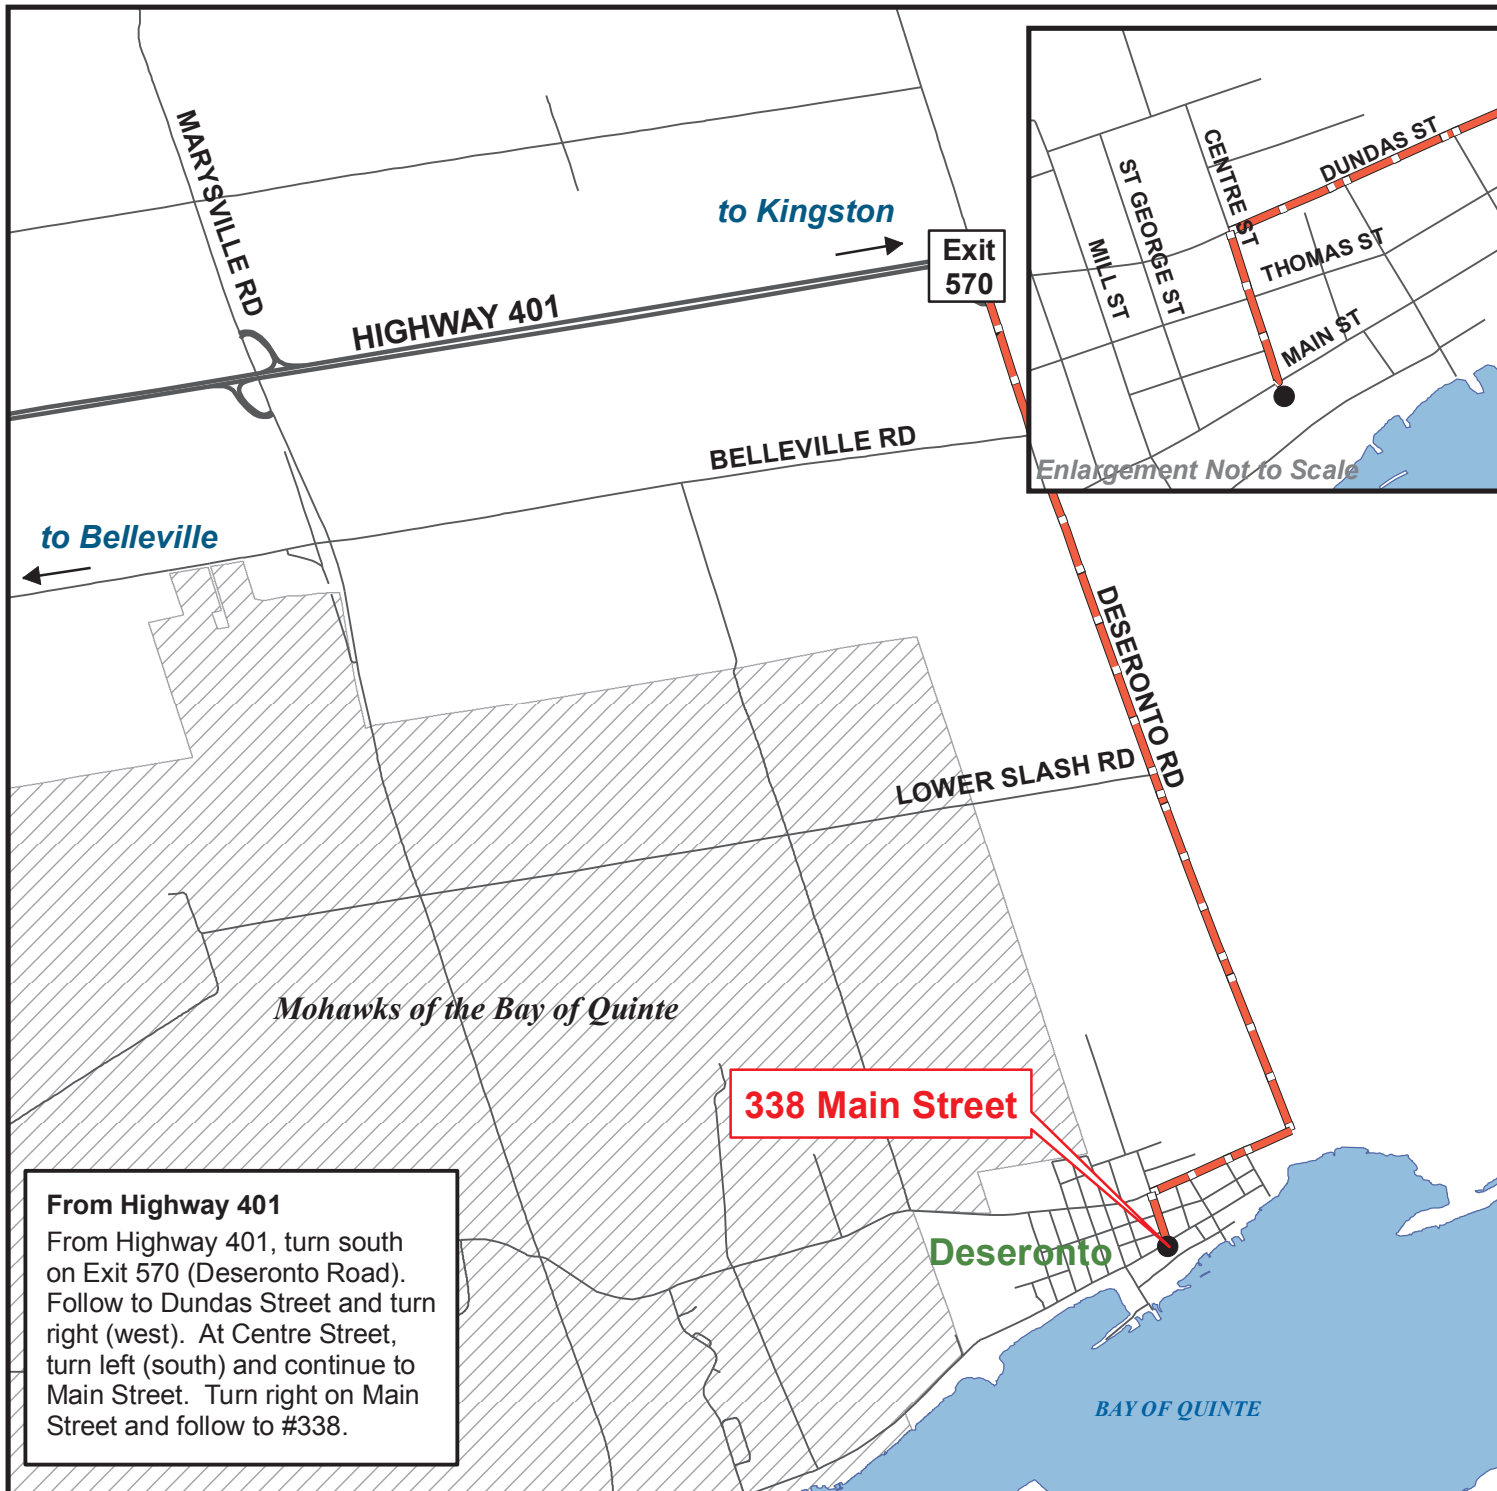 MARYSVILLE RD
to Kingston
Exit
570
HIGHWAY 401
BELLEVILLE RD
to Belleville
DESERONTO RD
LOWER SLASH RD
Mohawks of the Bay of Quinte
338 Main Street
Deseronto
BAY OF QUINTE
DUNDAS ST
CENTRE ST
ST GEORGE ST
MILL ST
THOMAS ST
MAIN ST
Enlargement Not to Scale
From Highway 401
From Highway 401, turn south
on Exit 570 (Deseronto Road).
Follow to Dundas Street and turn
right (west).  At Centre Street,
turn left (south) and continue to
Main Street.  Turn right on Main
Street and follow to #338.